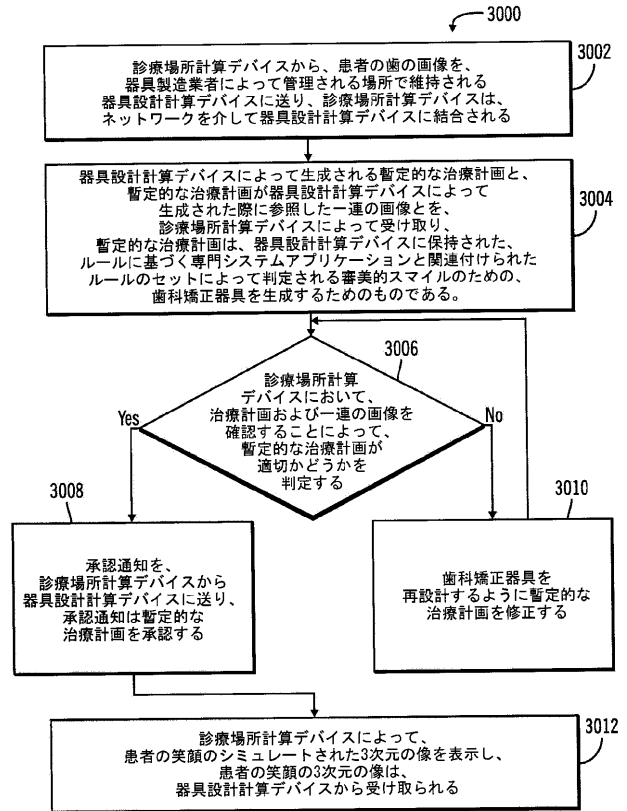 3000
診療場所計算デバイスから、患者の歯の画像を、
器具製造業者によって管理される場所で維持される
器具設計計算デバイスに送り、診療場所計算デバイスは、
ネットワークを介して器具設計計算デバイスに結合される
3002
器具設計計算デバイスによって生成される暫定的な治療計画と、
暫定的な治療計画が器具設計計算デバイスによって
生成された際に参照した一連の画像とを、
診療場所計算デバイスによって受け取り、
暫定的な治療計画は、器具設計計算デバイスに保持された、
ルールに基づく専門システムアプリケーションと関連付けられた
ルールのセットによって判定される審美的スマイルのための、
歯科矯正器具を生成するためのものである。
3004
3006
診療場所計算
デバイスにおいて、
治療計画および一連の画像を
確認することによって、
暫定的な治療計画が
適切かどうかを
判定する
Yes
No
3008
承認通知を、
診療場所計算デバイスから
器具設計計算デバイスに送り、
承認通知は暫定的な
治療計画を承認する
3010
歯科矯正器具を
再設計するように暫定的な
治療計画を修正する
診療場所計算デバイスによって、
患者の笑顔のシミュレートされた3次元の像を表示し、
患者の笑顔の3次元の像は、
器具設計計算デバイスから受け取られる
3012